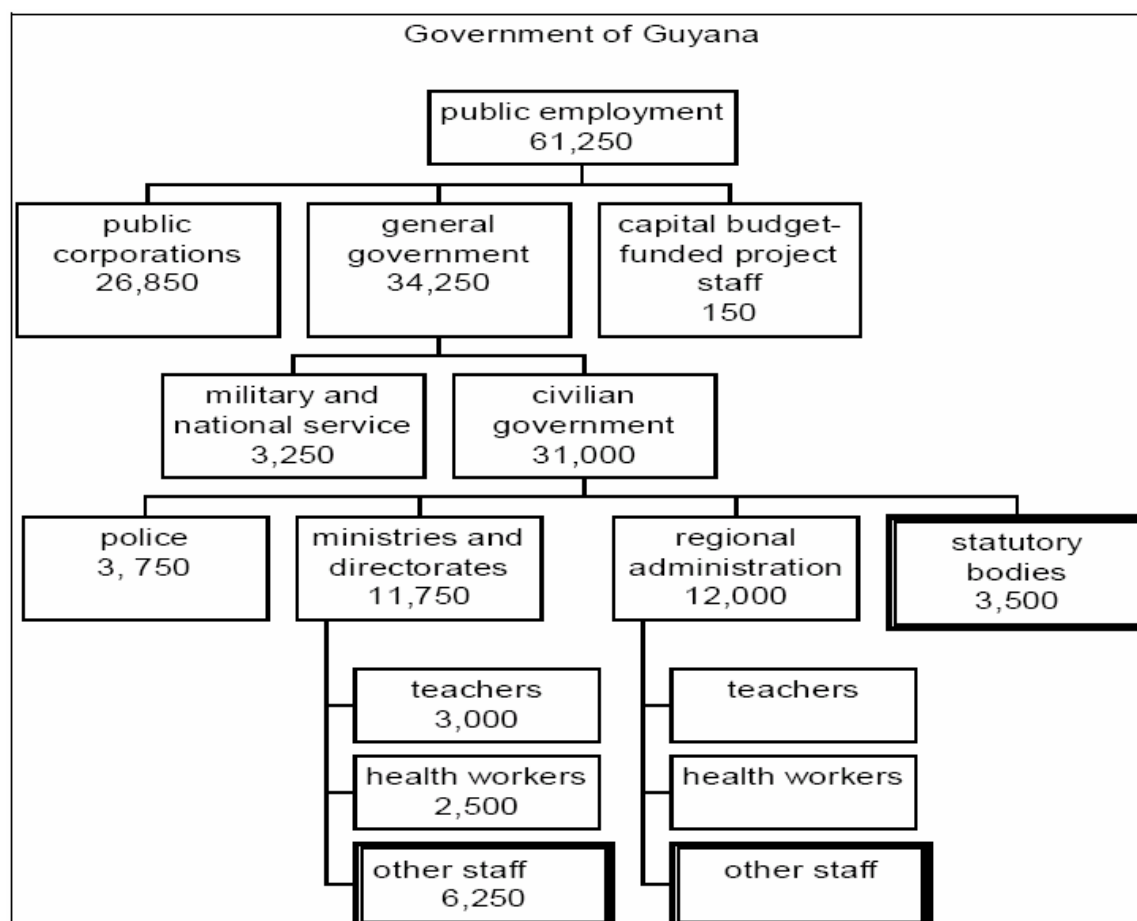 Government of Guyana
public employment
61,250
public
corporations
26,850
general
government
34,250
capital budget-
funded project
staff
150
military and
national service
3,250
civilian
government
31,000
police
3, 750
ministries and
directorates
11,750
regional
administration
12,000
statutory
bodies
3,500
teachers
3,000
health workers
2,500
other staff
6,250
teachers
health workers
other staff